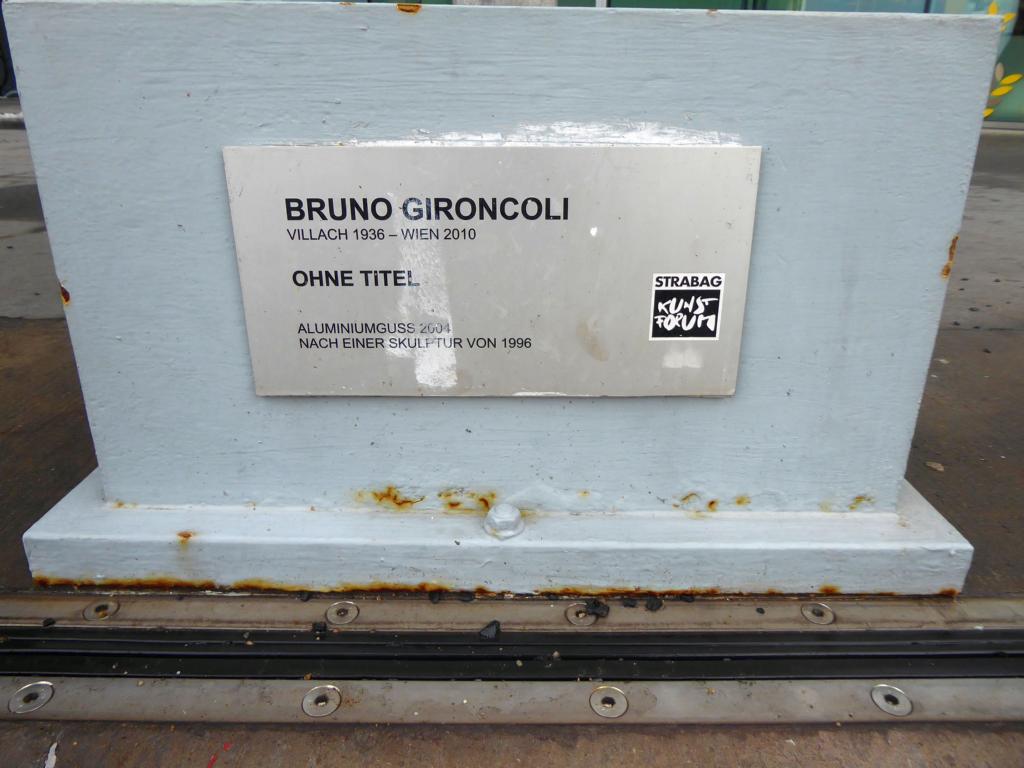 BRUNO GIRONCOLI
VILLACH 1936 – WIEN 2010
OHNE TiTEL
ALUMINIUMGUSS 2004
NACH EINER SKULPTUR VON 1996
STRABAG
KUNST
FORUM